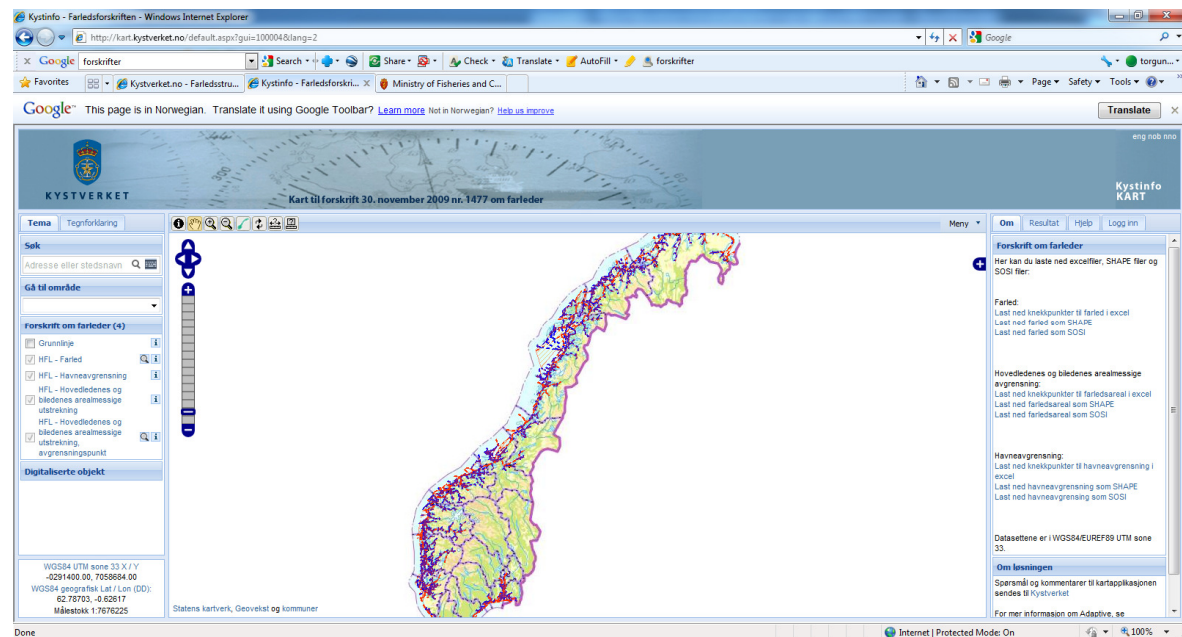 Kystinfo - Farledsforskriften - Windows Internet Explorer
http://kart.kystverket.no/default.aspx?gui=100004&lang=2
Google
Google forskrifter Search Share Check Translate AutoFill forskrifter torgun...
Favorites Kystverket.no - Farledsstru... Kystinfo - Farledsforskri... Ministry of Fisheries and C... Page Safety Tools
Google This page is in Norwegian. Translate it using Google Toolbar? Learn more Not in Norwegian? Help us improve Translate
eng nob nno
KYSTVERKET
Kart til forskrift 30. november 2009 nr. 1477 om farleder
Kystinfo
KART
Tema Tegnforklaring
Meny
Om Resultat Hjelp Logg inn
Søk
Adresse eller stedsnavn
Gå til område
Forskrift om farleder (4)
Grunnlinje
HFL - Farled
HFL - Havneavgrensning
HFL - Hovedledenes og
biledenes arealmessige
utstrekning
HFL - Hovedledenes og
biledenes arealmessige
utstrekning,
avgrensningspunkt
Digitaliserte objekt
WGS84 UTM sone 33 X / Y
-0291400.00, 7058684.00
WGS84 geografisk Lat / Lon (DD):
62.78703, -0.62617
Målestokk 1:7676225
Statens kartverk, Geovekst og kommuner
Forskrift om farleder
Her kan du laste ned excelfiler, SHAPE filer og
SOSI filer:
Farled:
Last ned knekkpunkter til farled i excel
Last ned farled som SHAPE
Last ned farled som SOSI
Hovedledenes og biledenes arealmessige
avgrensning:
Last ned knekkpunkter til farledsareal i excel
Last ned farledsareal som SHAPE
Last ned farledsareal som SOSI
Havneavgrensning:
Last ned knekkpunkter til havneavgrensning i
excel
Last ned havneavgrensning som SHAPE
Last ned havneavgrensing som SOSI
Datasettene er i WGS84/EUREF89 UTM sone
33.
Om løsningen
Spørsmål og kommentarer til kartapplikasjonen
sendes til Kystverket
For mer informasjon om Adaptive, se
Done
Internet | Protected Mode: On
100%